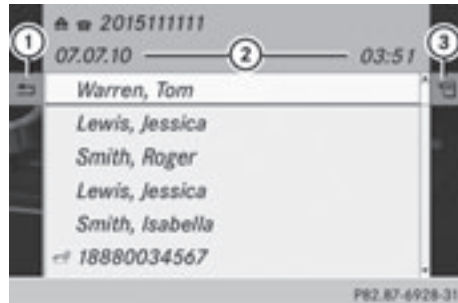 2015111111
1
3
07.07.10
2
03:51
Warren, Tom
Lewis, Jessica
Smith, Roger
Lewis, Jessica
Smith, Isabella
18880034567
P82.87-6928-31